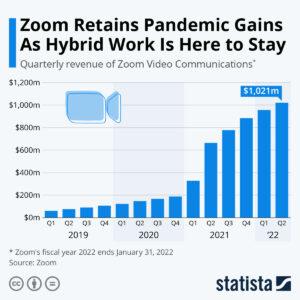 Zoom Retains Pandemic Gains
As Hybrid Work Is Here to Stay
Quarterly revenue of Zoom Video Communications*
$1,200m
$1,021m
$1,000m
$800m
$600m
$400m
$200m
$0m
Q1 Q2 Q3 Q4 Q1 Q2 Q3 Q4 Q1 Q2 Q3 Q4 Q1 Q2
2019 2020 2021 '22
* Zoom's fiscal year 2022 ends January 31, 2022
Source: Zoom
cc
statista